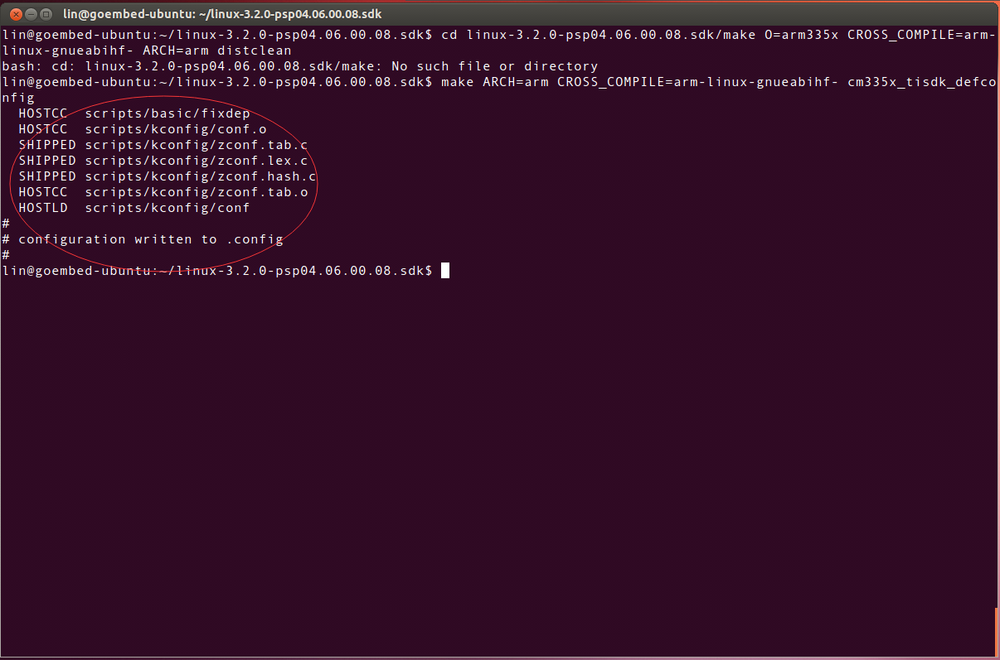 lin@goembed-ubuntu: ~/linux-3.2.0-psp04.06.00.08.sdk
lin@goembed-ubuntu:~/linux-3.2.0-psp04.06.00.08.sdk$ cd linux-3.2.0-psp04.06.00.08.sdk/make O=arm335x CROSS_COMPILE=arm-
linux-gnueabihf- ARCH=arm distclean
bash: cd: linux-3.2.0-psp04.06.00.08.sdk/make: No such file or directory
lin@goembed-ubuntu:~/linux-3.2.0-psp04.06.00.08.sdk$ make ARCH=arm CROSS_COMPILE=arm-linux-gnueabihf- cm335x_tisdk_defco
nfig
  HOSTCC  scripts/basic/fixdep
  HOSTCC  scripts/kconfig/conf.o
  SHIPPED scripts/kconfig/zconf.tab.c
  SHIPPED scripts/kconfig/zconf.lex.c
  SHIPPED scripts/kconfig/zconf.hash.c
  HOSTCC  scripts/kconfig/zconf.tab.o
  HOSTLD  scripts/kconfig/conf
#
# configuration written to .config
#
lin@goembed-ubuntu:~/linux-3.2.0-psp04.06.00.08.sdk$